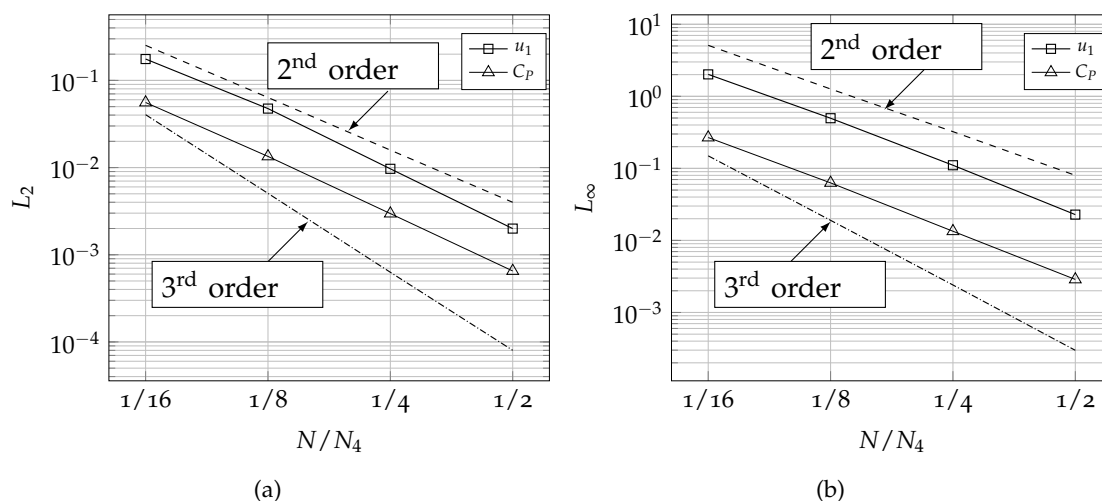 10^−1
10^−2
10^−3
10^−4
L_2
1/16
1/8
1/4
1/2
N/N_4
2^nd order
3^rd order
u_1
C_P
(a)
10^1
10^0
10^−1
10^−2
10^−3
L_∞
1/16
1/8
1/4
1/2
N/N_4
2^nd order
3^rd order
u_1
C_P
(b)